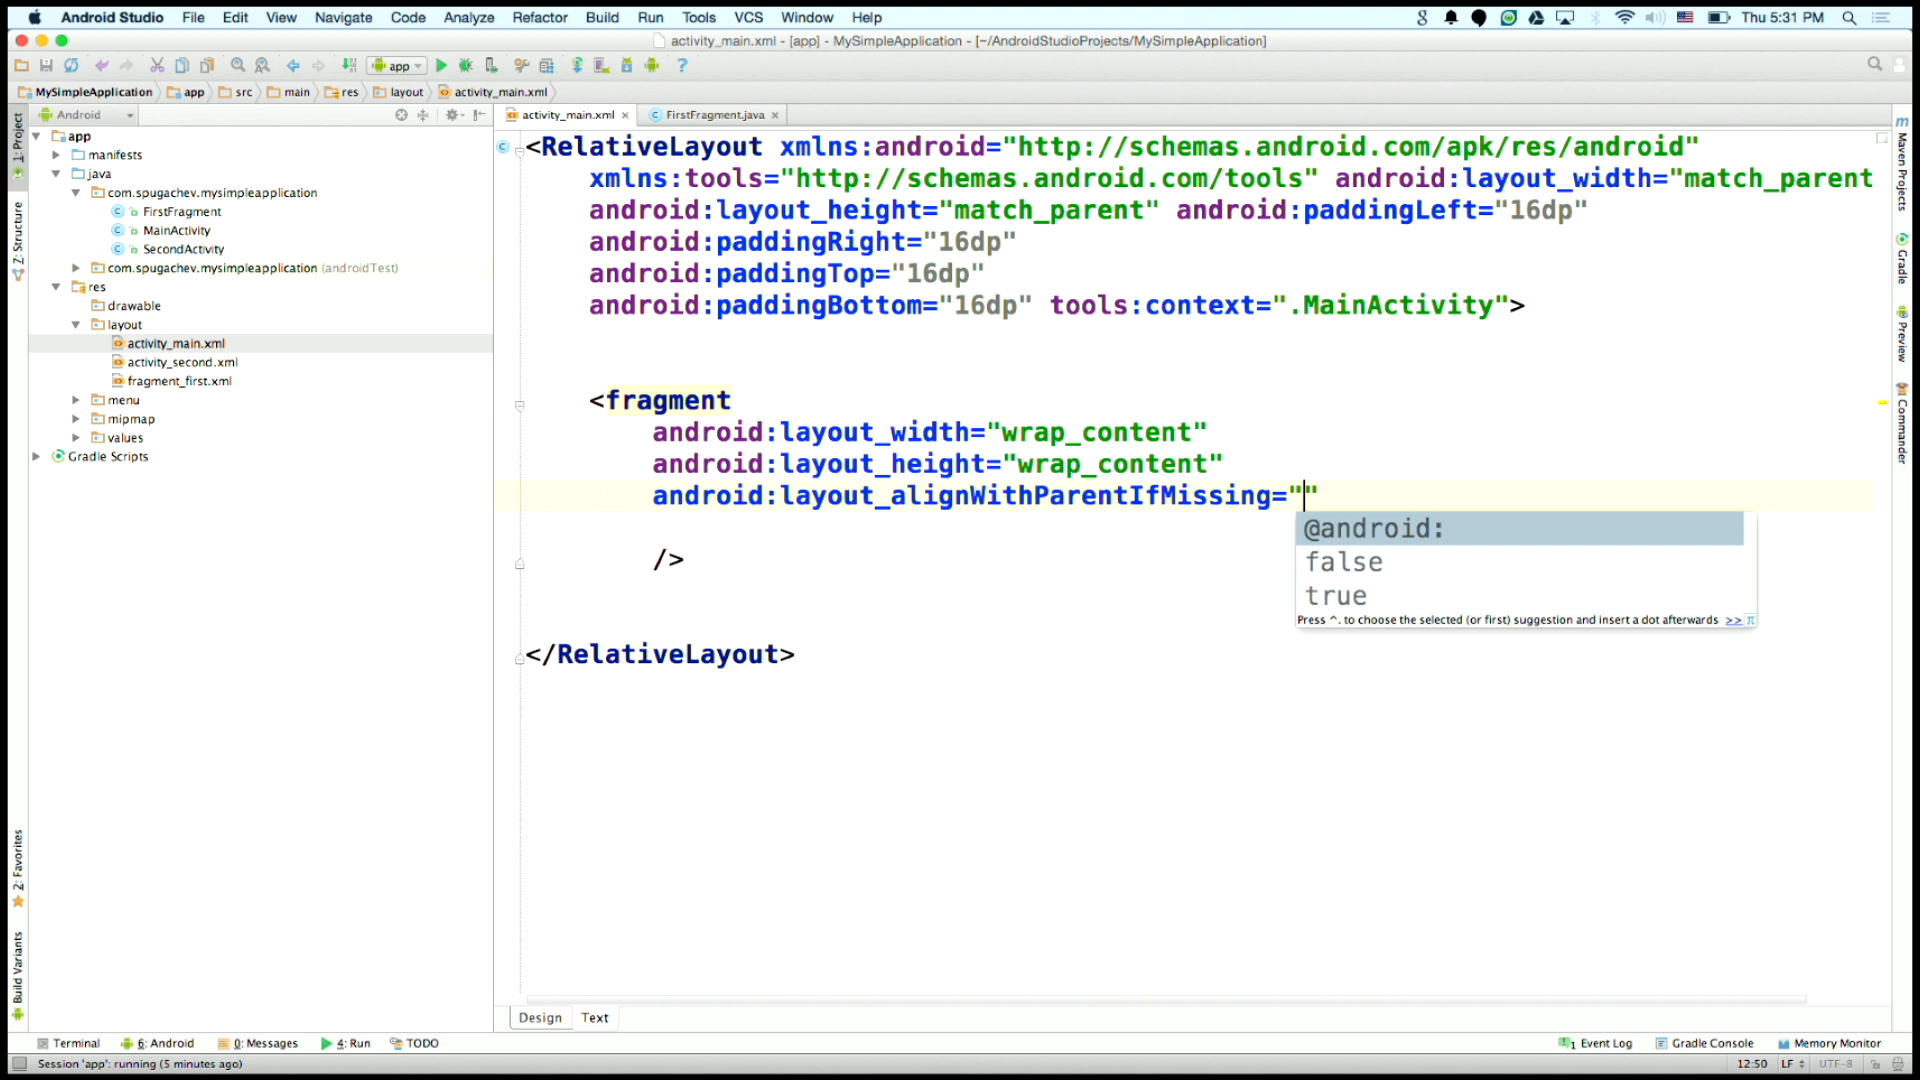 Android Studio File Edit View Navigate Code Analyze Refactor Build Run Tools VCS Window Help Thu 5:31 PM
activity_main.xml - [app] - MySimpleApplication - [~/AndroidStudioProjects/MySimpleApplication]
app
MySimpleApplication app src main res layout activity_main.xml
Android
activity_main.xml
FirstFragment.java
1: Project
Z: Structure
2: Favorites
Build Variants
app
manifests
java
com.spugachev.mysimpleapplication
FirstFragment
MainActivity
SecondActivity
com.spugachev.mysimpleapplication (androidTest)
res
drawable
layout
activity_main.xml
activity_second.xml
fragment_first.xml
menu
mipmap
values
Gradle Scripts
<RelativeLayout xmlns:android="http://schemas.android.com/apk/res/android"
xmlns:tools="http://schemas.android.com/tools" android:layout_width="match_parent
android:layout_height="match_parent" android:paddingLeft="16dp"
android:paddingRight="16dp"
android:paddingTop="16dp"
android:paddingBottom="16dp" tools:context=".MainActivity">
<fragment
android:layout_width="wrap_content"
android:layout_height="wrap_content"
android:layout_alignWithParentIfMissing=""
@android:
false
true
Press ^. to choose the selected (or first) suggestion and insert a dot afterwards >> π
/>
</RelativeLayout>
Maven Projects
Gradle
Preview
Commander
Design Text
Terminal 6: Android 0: Messages 4: Run TODO 1 Event Log Gradle Console Memory Monitor
Session 'app': running (5 minutes ago) 12:50 LF UTF-8